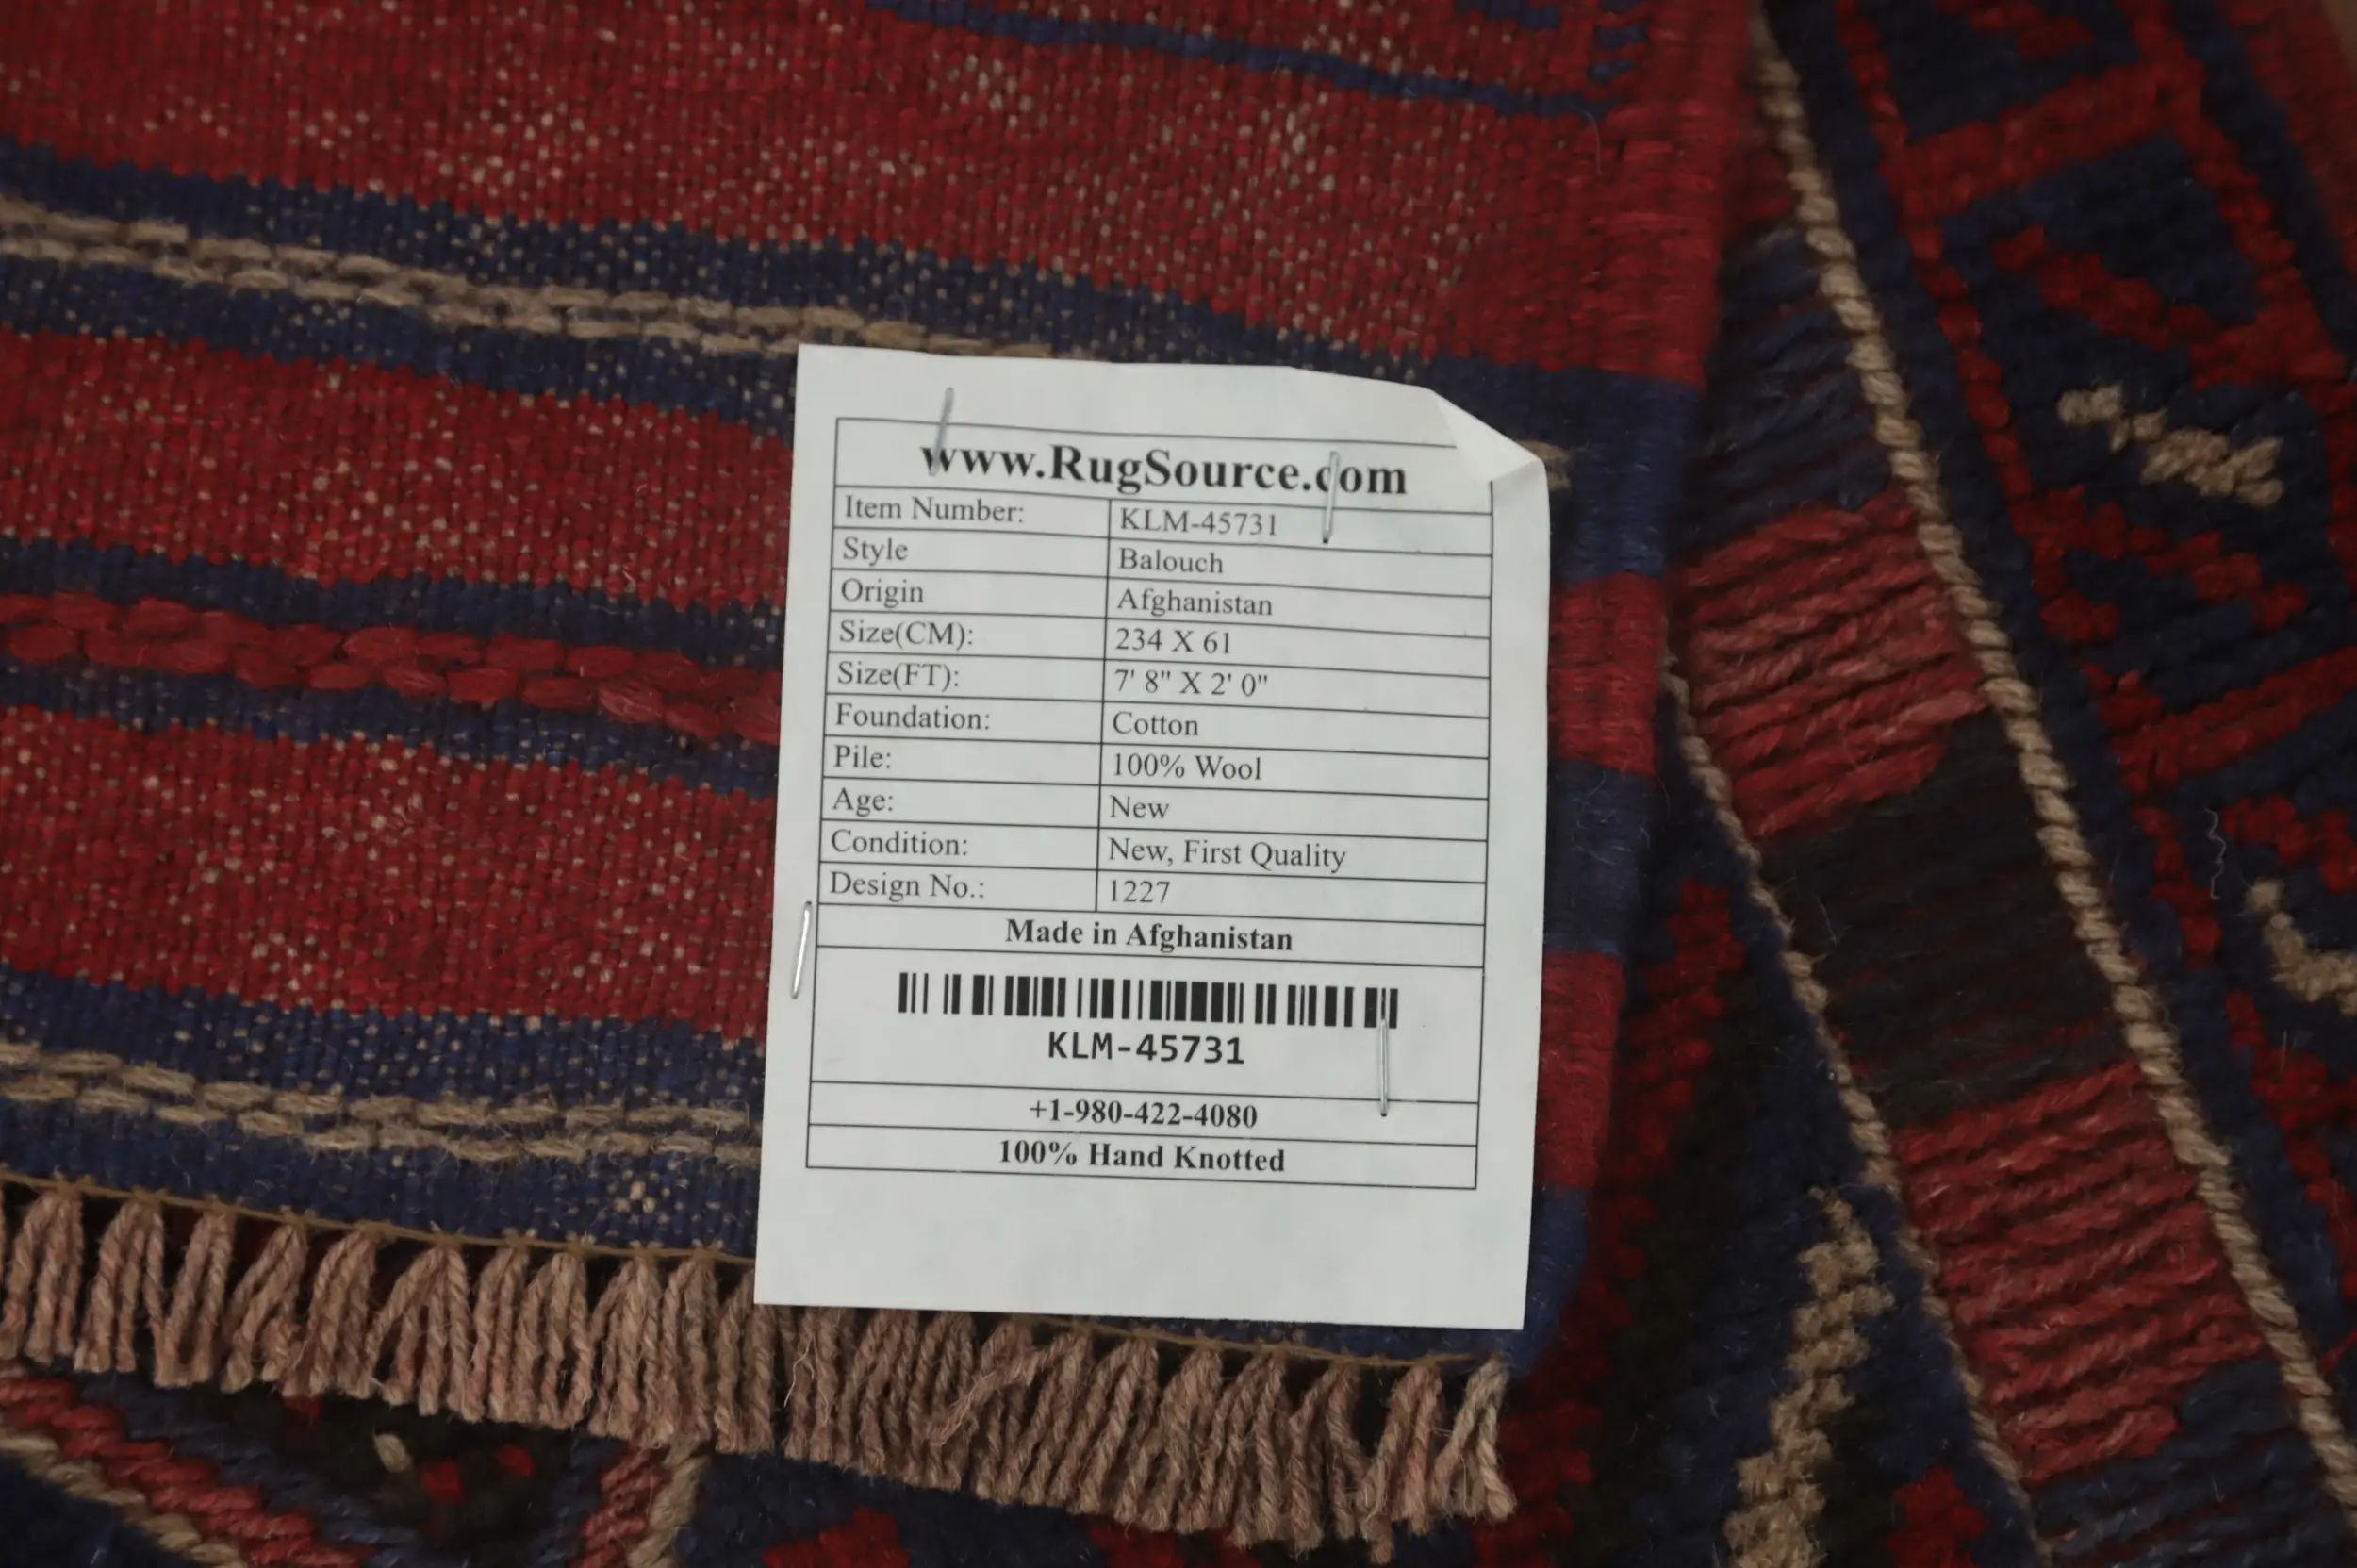 www.RugSource.com
Item Number: KLM-45731
Style Balouch
Origin Afghanistan
Size(CM): 234 X 61
Size(FT): 7' 8" X 2' 0"
Foundation: Cotton
Pile: 100% Wool
Age: New
Condition: New, First Quality
Design No.: 1227
Made in Afghanistan
KLM-45731
+1-980-422-4080
100% Hand Knotted